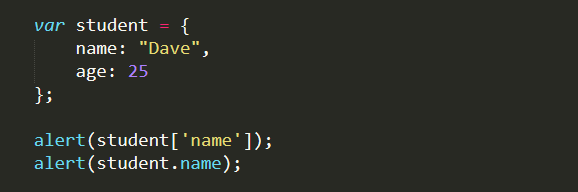 var student = {
    name: "Dave",
    age: 25
};

alert(student['name']);
alert(student.name);